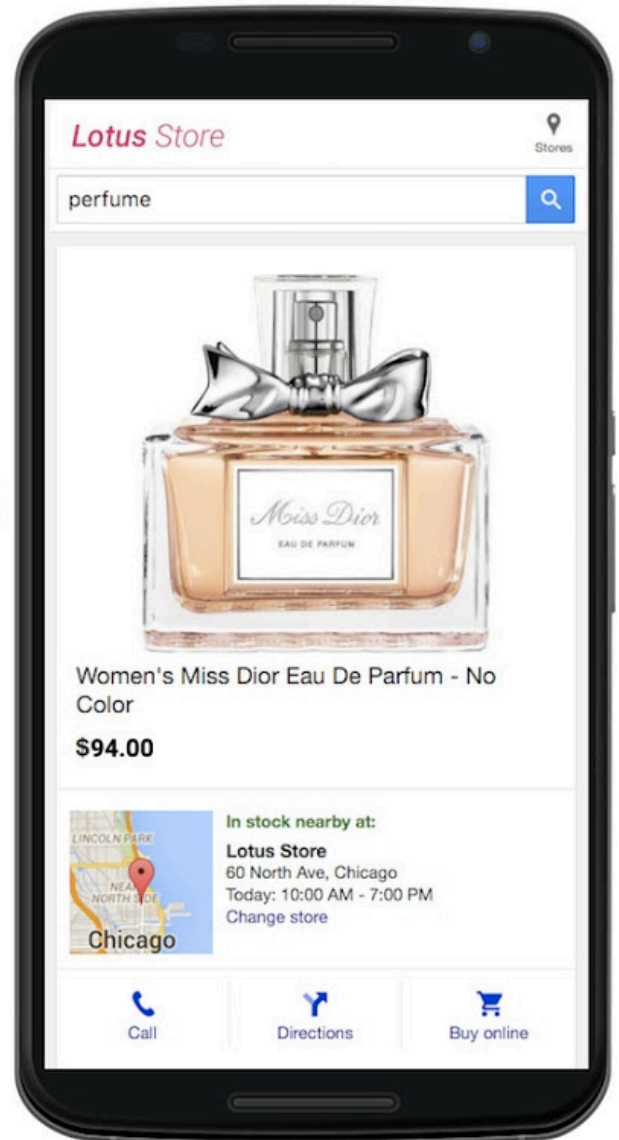 Lotus Store
Stores
perfume
Miss Dior
EAU DE PARFUM
Women's Miss Dior Eau De Parfum - No
Color
$94.00
LINCOLN PARK
NEAR
NORTH SIDE
Chicago
In stock nearby at:
Lotus Store
60 North Ave, Chicago
Today: 10:00 AM - 7:00 PM
Change store
Call
Directions
Buy online